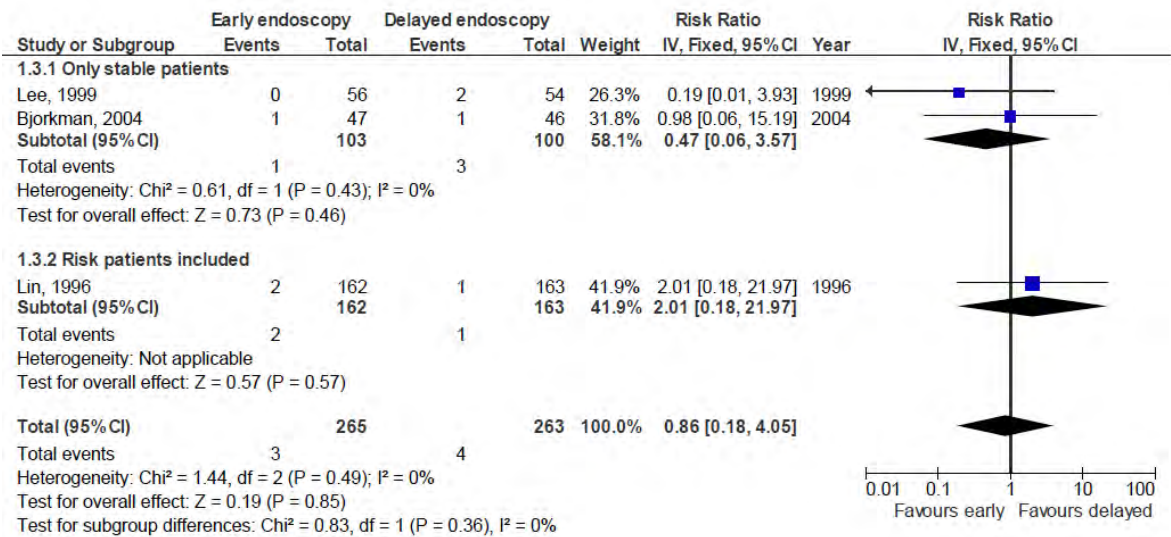 Early endoscopy Delayed endoscopy Risk Ratio Risk Ratio
Study or Subgroup Events Total Events Total Weight IV, Fixed, 95% CI Year IV, Fixed, 95% CI
1.3.1 Only stable patients
Lee, 1999 0 56 2 54 26.3% 0.19 [0.01, 3.93] 1999
Bjorkman, 2004 1 47 1 46 31.8% 0.98 [0.06, 15.19] 2004
Subtotal (95% CI) 103 100 58.1% 0.47 [0.06, 3.57]
Total events 1 3
Heterogeneity: Chi² = 0.61, df = 1 (P = 0.43); I² = 0%
Test for overall effect: Z = 0.73 (P = 0.46)
1.3.2 Risk patients included
Lin, 1996 2 162 1 163 41.9% 2.01 [0.18, 21.97] 1996
Subtotal (95% CI) 162 163 41.9% 2.01 [0.18, 21.97]
Total events 2 1
Heterogeneity: Not applicable
Test for overall effect: Z = 0.57 (P = 0.57)
Total (95% CI) 265 263 100.0% 0.86 [0.18, 4.05]
Total events 3 4
Heterogeneity: Chi² = 1.44, df = 2 (P = 0.49); I² = 0%
Test for overall effect: Z = 0.19 (P = 0.85)
Test for subgroup differences: Chi² = 0.83, df = 1 (P = 0.36), I² = 0%
0.01 0.1 1 10 100
Favours early Favours delayed